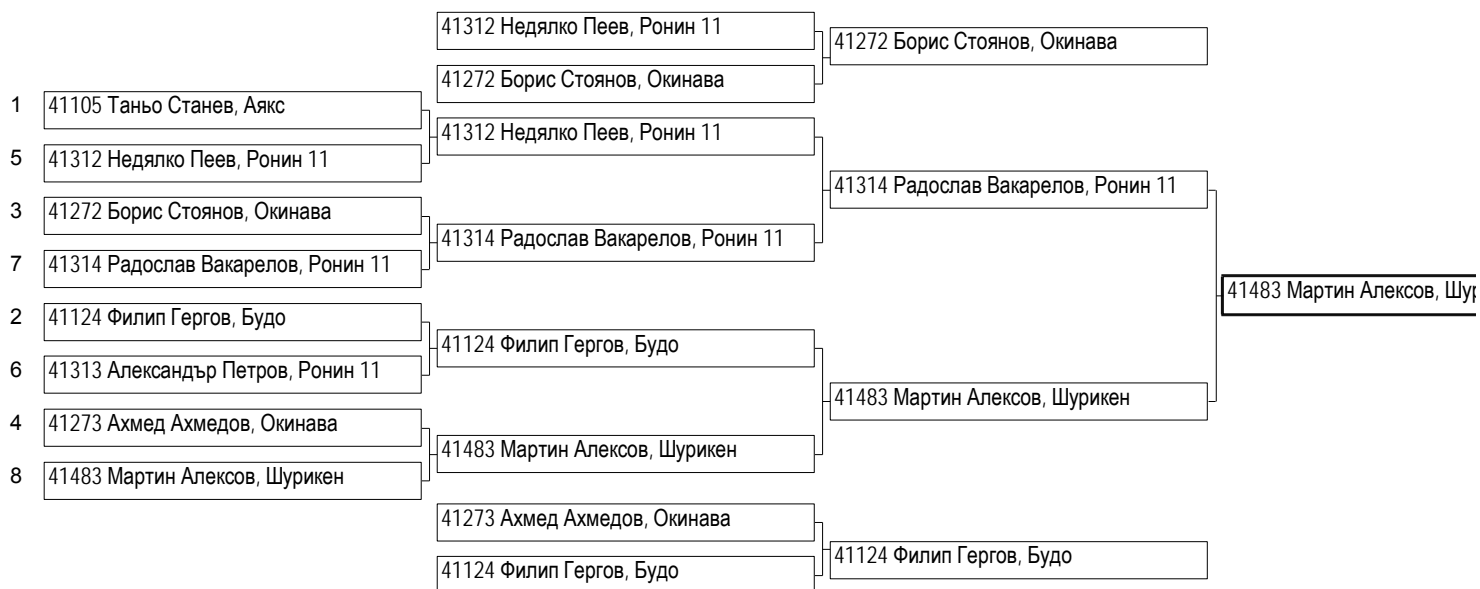 41312 Недялко Пеев, Ронин 11
41272 Борис Стоянов, Окинава
41272 Борис Стоянов, Окинава
1 41105 Таньо Станев, Аякс
41312 Недялко Пеев, Ронин 11
5 41312 Недялко Пеев, Ронин 11
41314 Радослав Вакарелов, Ронин 11
3 41272 Борис Стоянов, Окинава
41314 Радослав Вакарелов, Ронин 11
7 41314 Радослав Вакарелов, Ронин 11
41483 Мартин Алексов, Шур
2 41124 Филип Гергов, Будо
41124 Филип Гергов, Будо
6 41313 Александър Петров, Ронин 11
41483 Мартин Алексов, Шурикен
4 41273 Ахмед Ахмедов, Окинава
41483 Мартин Алексов, Шурикен
8 41483 Мартин Алексов, Шурикен
41273 Ахмед Ахмедов, Окинава
41124 Филип Гергов, Будо
41124 Филип Гергов, Будо